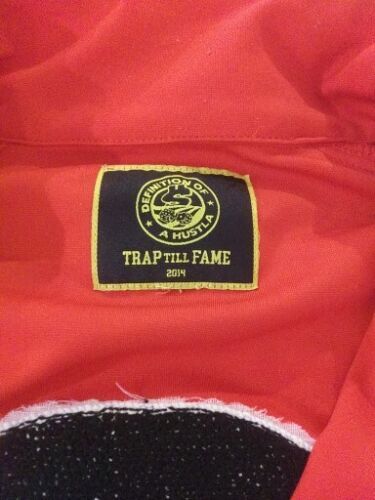 DEFINITION OF
A HUSTLA
TRAP TILL FAME
2014